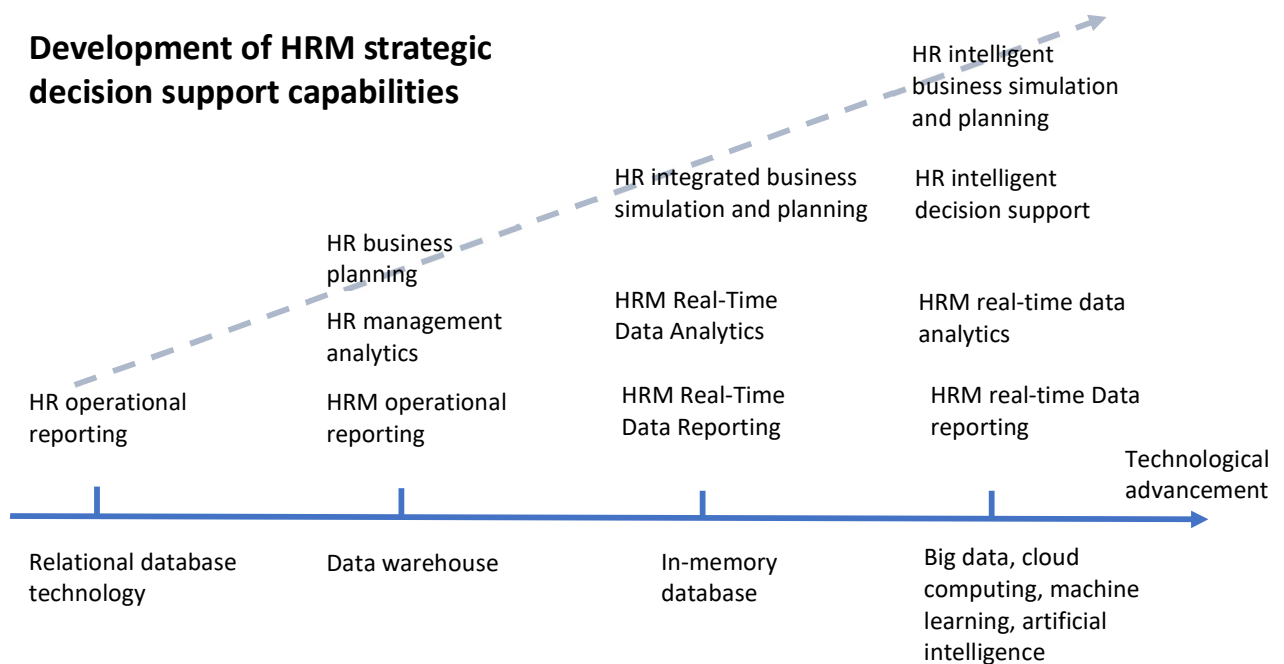 Development of HRM strategic
decision support capabilities
HR intelligent
business simulation
and planning
HR integrated business
simulation and planning
HR intelligent
decision support
HR business
planning
HR management
analytics
HRM Real-Time
Data Analytics
HRM real-time data
analytics
HR operational
reporting
HRM operational
reporting
HRM Real-Time
Data Reporting
HRM real-time Data
reporting
Technological
advancement
Relational database
technology
Data warehouse
In-memory
database
Big data, cloud
computing, machine
learning, artificial
intelligence